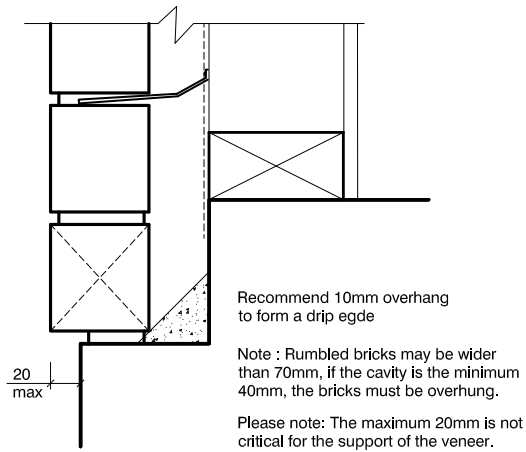 Recommend 10mm overhang
to form a drip egde
Note : Rumbled bricks may be wider
than 70mm, if the cavity is the minimum
40mm, the bricks must be overhung.
Please note: The maximum 20mm is not
critical for the support of the veneer.
20
max